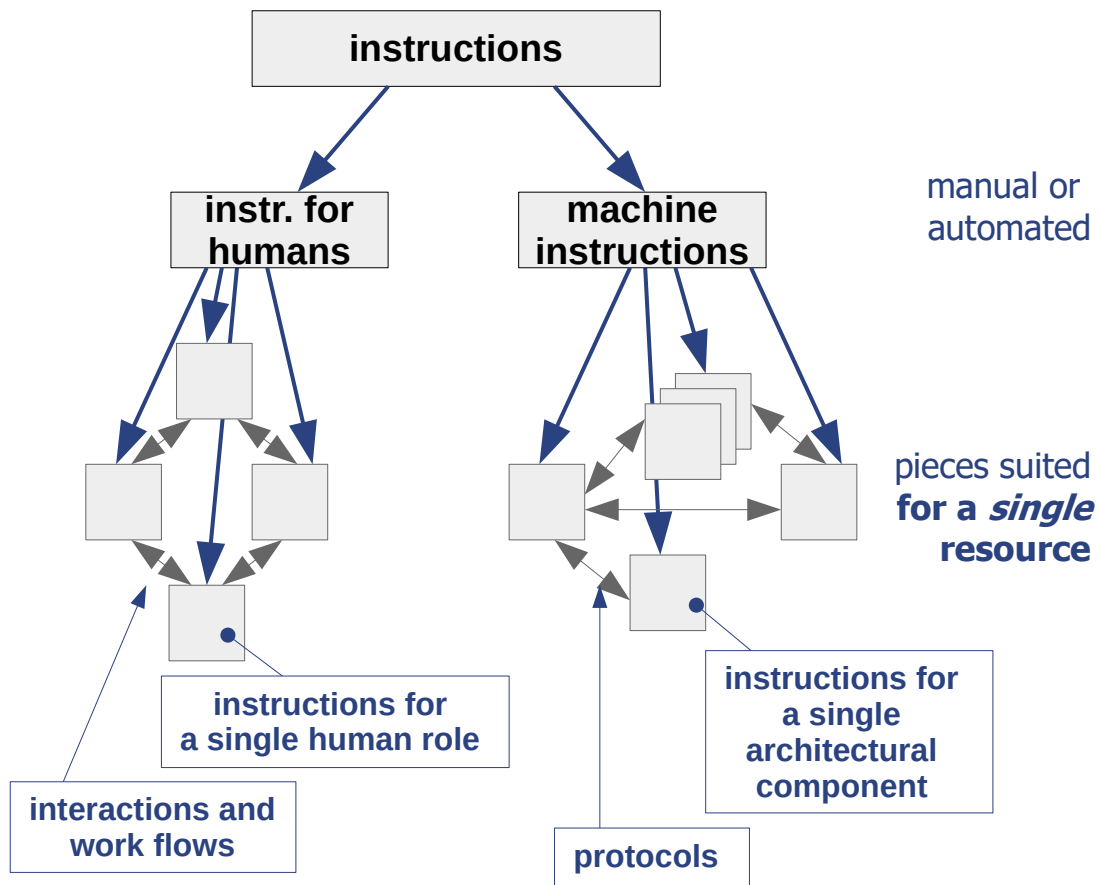 instructions
instr. for
humans
machine
instructions
manual or
automated
pieces suited
for a single
resource
instructions for
a single human role
instructions for
a single
architectural
component
interactions and
work flows
protocols